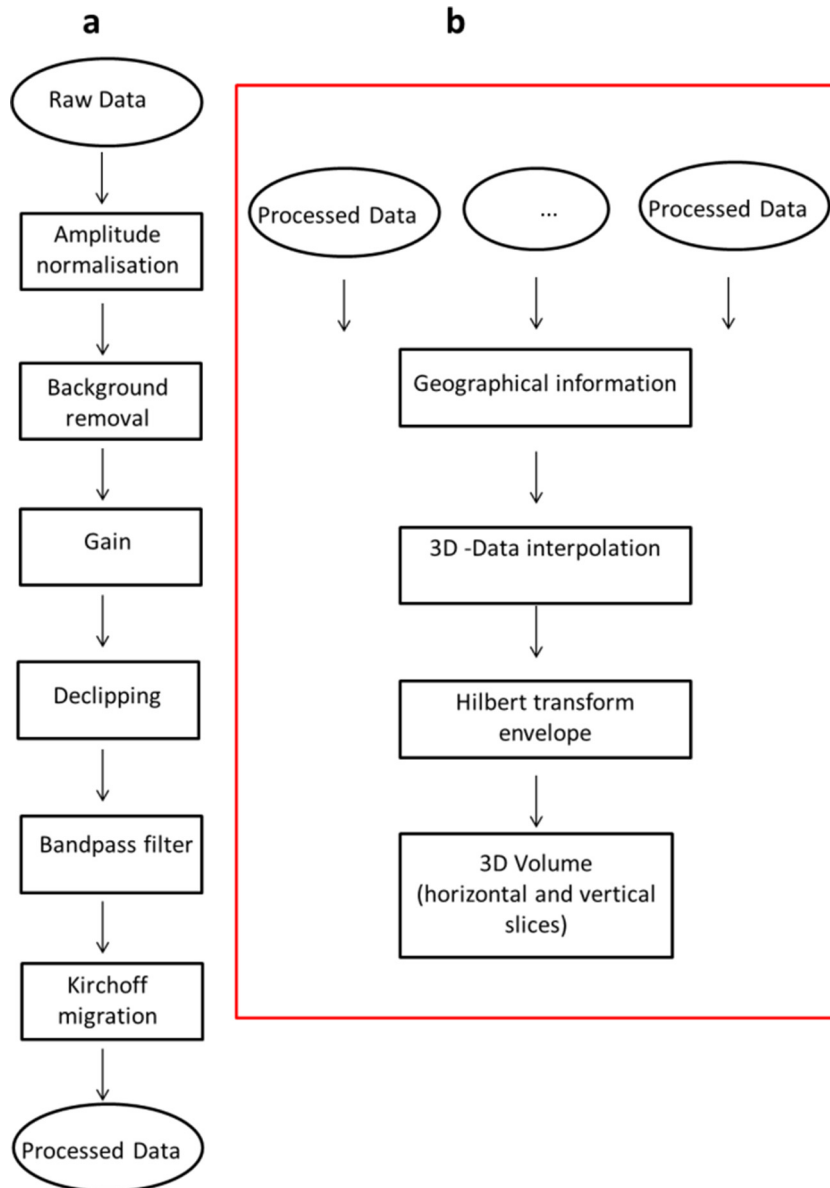 a
Raw Data
Amplitude
normalisation
Background
removal
Gain
Declipping
Bandpass filter
Kirchoff
migration
Processed Data
b
Processed Data
...
Processed Data
Geographical information
3D -Data interpolation
Hilbert transform
envelope
3D Volume
(horizontal and vertical
slices)